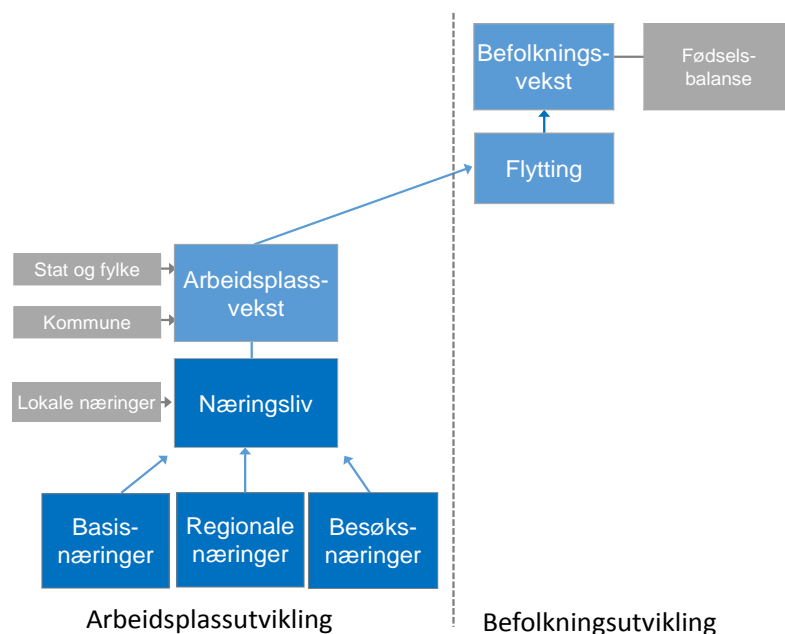 Befolknings-
vekst
Fødsels-
balanse
Flytting
Stat og fylke
Kommune
Arbeidsplass-
vekst
Lokale næringer
Næringsliv
Basis-
næringer
Regionale
næringer
Besøks-
næringer
Arbeidsplassutvikling
Befolkningsutvikling